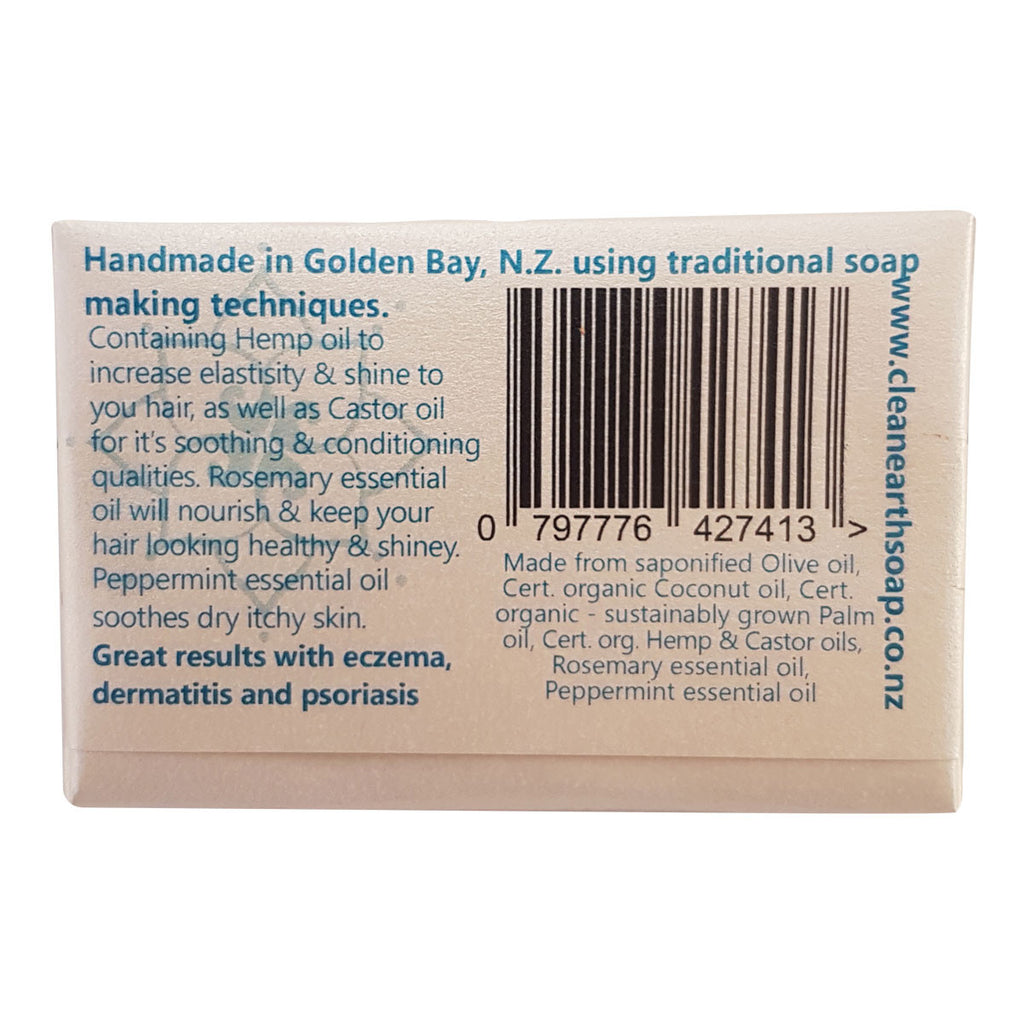 Handmade in Golden Bay, N.Z. using traditional soap
making techniques.
Containing Hemp oil to
increase elastisity & shine to
you hair, as well as Castor oil
for it's soothing & conditioning
qualities. Rosemary essential
oil will nourish & keep your
hair looking healthy & shiney.
Peppermint essential oil
soothes dry itchy skin.
Great results with eczema,
dermatitis and psoriasis
0 797776 427413 >
Made from saponified Olive oil,
Cert. organic Coconut oil, Cert.
organic - sustainably grown Palm
oil, Cert. org. Hemp & Castor oils,
Rosemary essential oil,
Peppermint essential oil
www.cleanearthsoap.co.nz